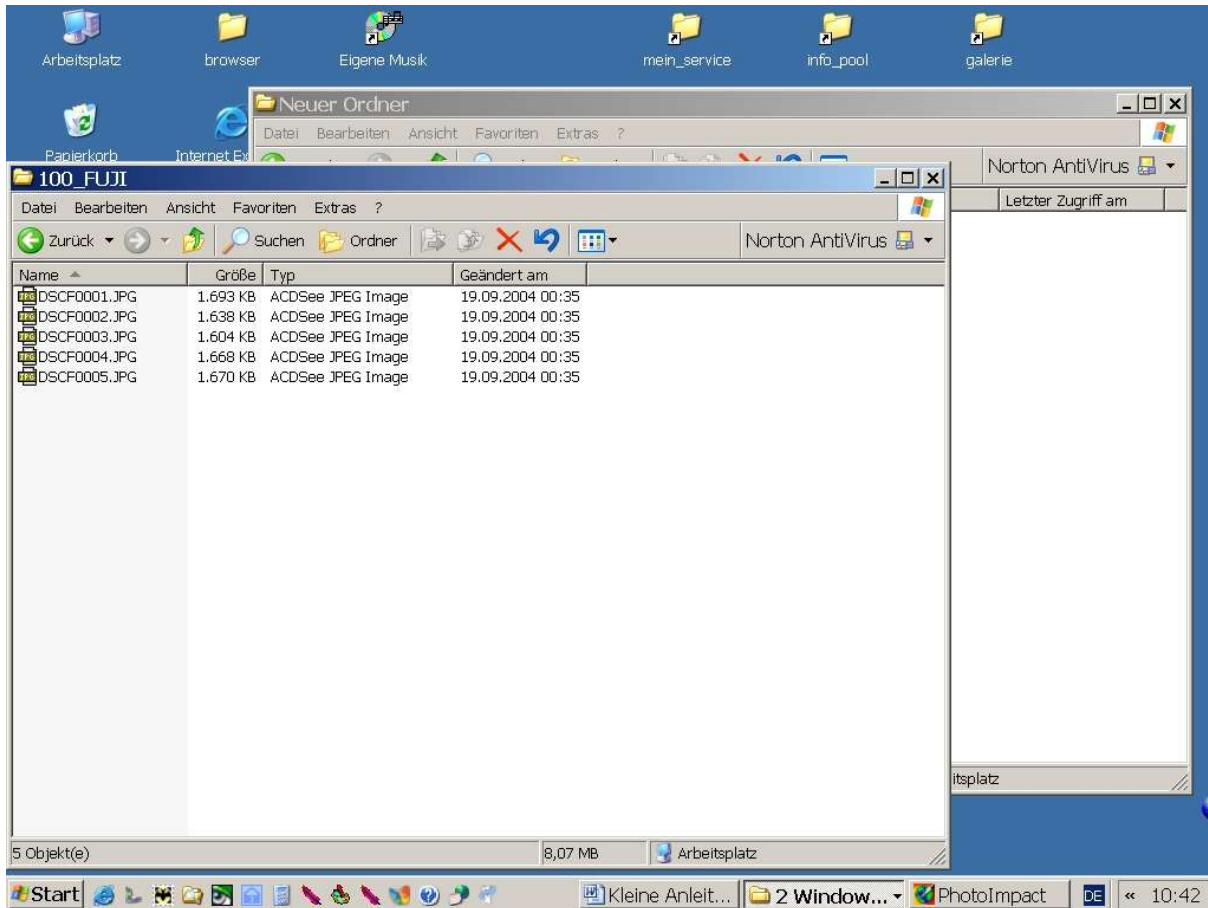 Arbeitsplatz browser Eigene Musik mein_service info_pool galerie
Papierkorb Internet
Neuer Ordner
Datei Bearbeiten Ansicht Favoriten Extras ?
Norton AntiVirus
Letzter Zugriff am
100_FUJI
Datei Bearbeiten Ansicht Favoriten Extras ?
Zurück Suchen Ordner Norton AntiVirus
Name Größe Typ Geändert am
DSCF0001.JPG 1.693 KB ACDSee JPEG Image 19.09.2004 00:35
DSCF0002.JPG 1.638 KB ACDSee JPEG Image 19.09.2004 00:35
DSCF0003.JPG 1.604 KB ACDSee JPEG Image 19.09.2004 00:35
DSCF0004.JPG 1.668 KB ACDSee JPEG Image 19.09.2004 00:35
DSCF0005.JPG 1.670 KB ACDSee JPEG Image 19.09.2004 00:35
itsplatz
5 Objekt(e) 8,07 MB Arbeitsplatz
Start Kleine Anleit... 2 Window... PhotoImpact DE « 10:42